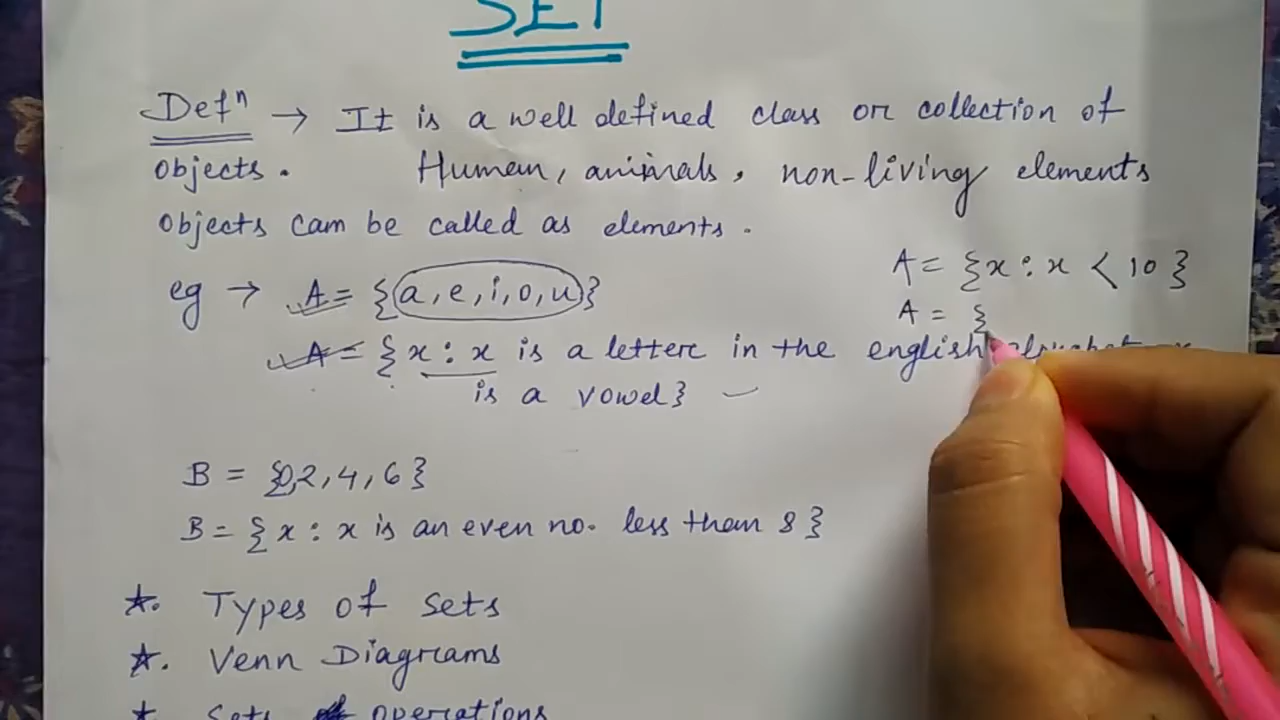 SET
Defⁿ → It is a well defined class or collection of
objects. Human, animals, non-living elements
Objects can be called as elements.
A = {x : x < 10}
eg → A = {a, e, i, o, u}
A = {
A = {x : x is a letter in the english
is a vowel}
B = {0,2,4,6}
B = {x : x is an even no. less than 8}
★. Types of Sets
★. Venn Diagrams
★ Sets operations